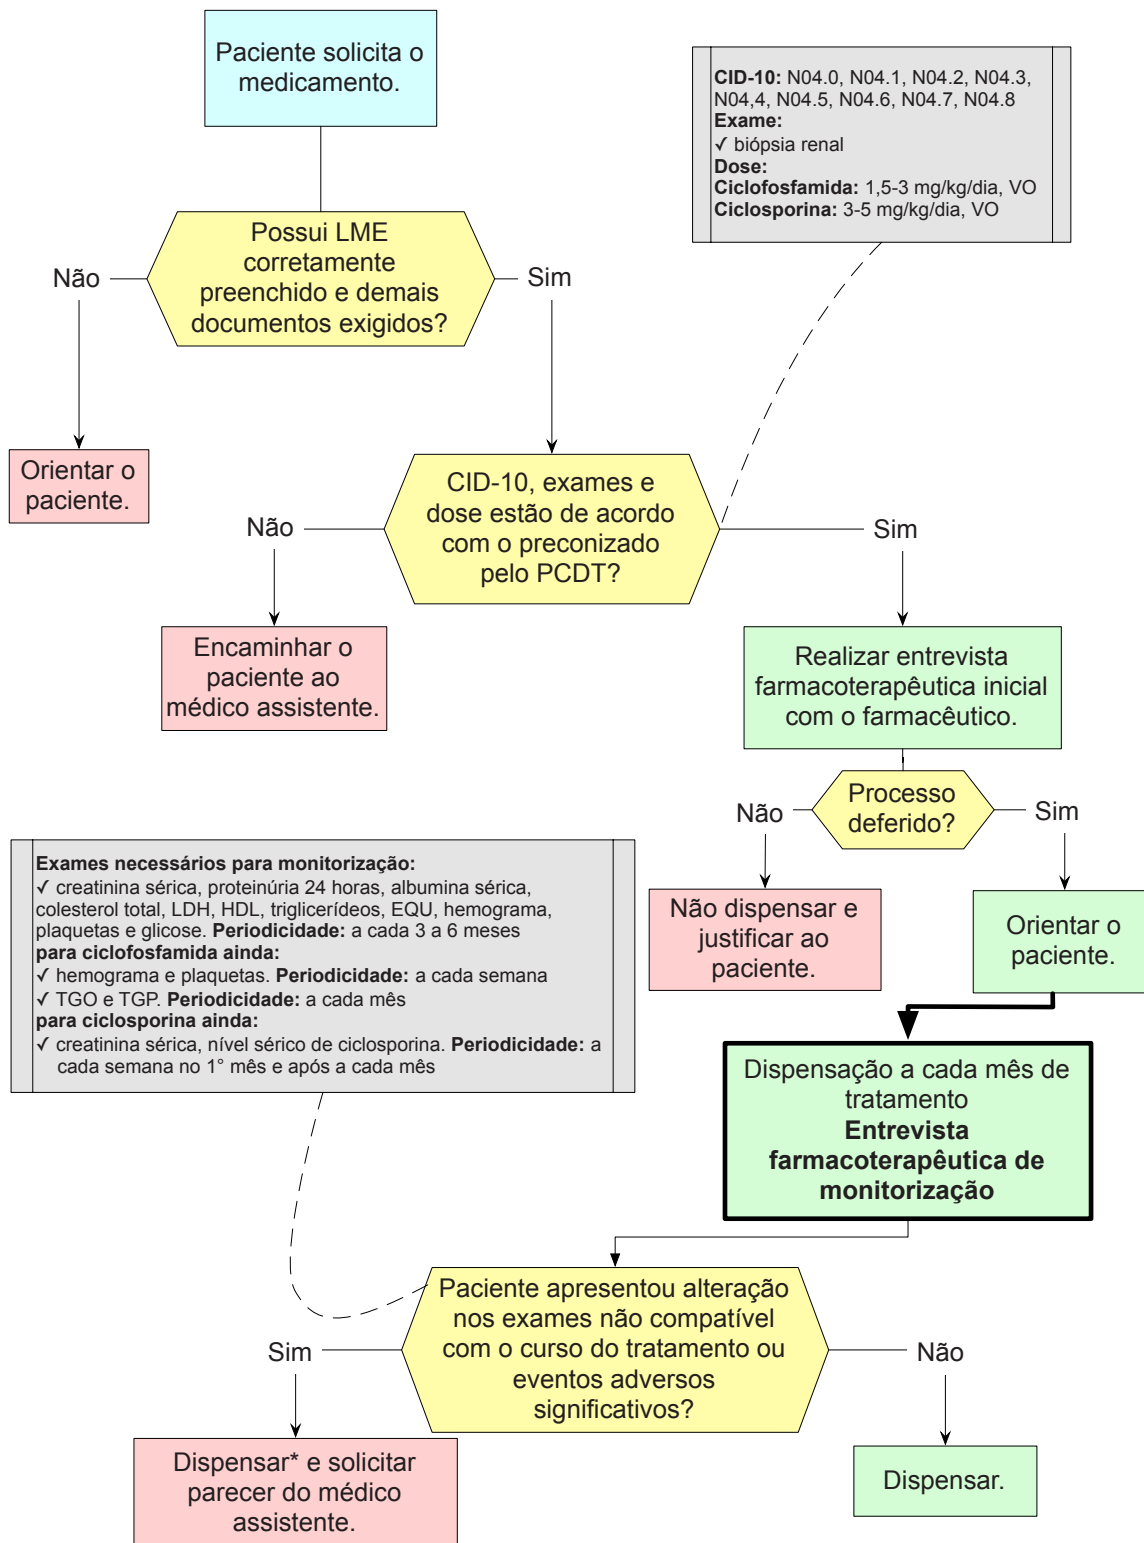 Paciente solicita o
medicamento.
CID-10: N04.0, N04.1, N04.2, N04.3,
N04,4, N04.5, N04.6, N04.7, N04.8
Exame:
✓ biópsia renal
Dose:
Ciclofosfamida: 1,5-3 mg/kg/dia, VO
Ciclosporina: 3-5 mg/kg/dia, VO
Possui LME
corretamente
preenchido e demais
documentos exigidos?
Não
Sim
Orientar o
paciente.
CID-10, exames e
dose estão de acordo
com o preconizado
pelo PCDT?
Não
Sim
Encaminhar o
paciente ao
médico assistente.
Realizar entrevista
farmacoterapêutica inicial
com o farmacêutico.
Processo
deferido?
Não
Sim
Não dispensar e
justificar ao
paciente.
Orientar o
paciente.
Exames necessários para monitorização:
✓ creatinina sérica, proteinúria 24 horas, albumina sérica,
colesterol total, LDH, HDL, triglicerídeos, EQU, hemograma,
plaquetas e glicose. Periodicidade: a cada 3 a 6 meses
para ciclofosfamida ainda:
✓ hemograma e plaquetas. Periodicidade: a cada semana
✓ TGO e TGP. Periodicidade: a cada mês
para ciclosporina ainda:
✓ creatinina sérica, nível sérico de ciclosporina. Periodicidade: a
cada semana no 1° mês e após a cada mês
Dispensação a cada mês de
tratamento
Entrevista
farmacoterapêutica de
monitorização
Paciente apresentou alteração
nos exames não compatível
com o curso do tratamento ou
eventos adversos
significativos?
Sim
Não
Dispensar* e solicitar
parecer do médico
assistente.
Dispensar.